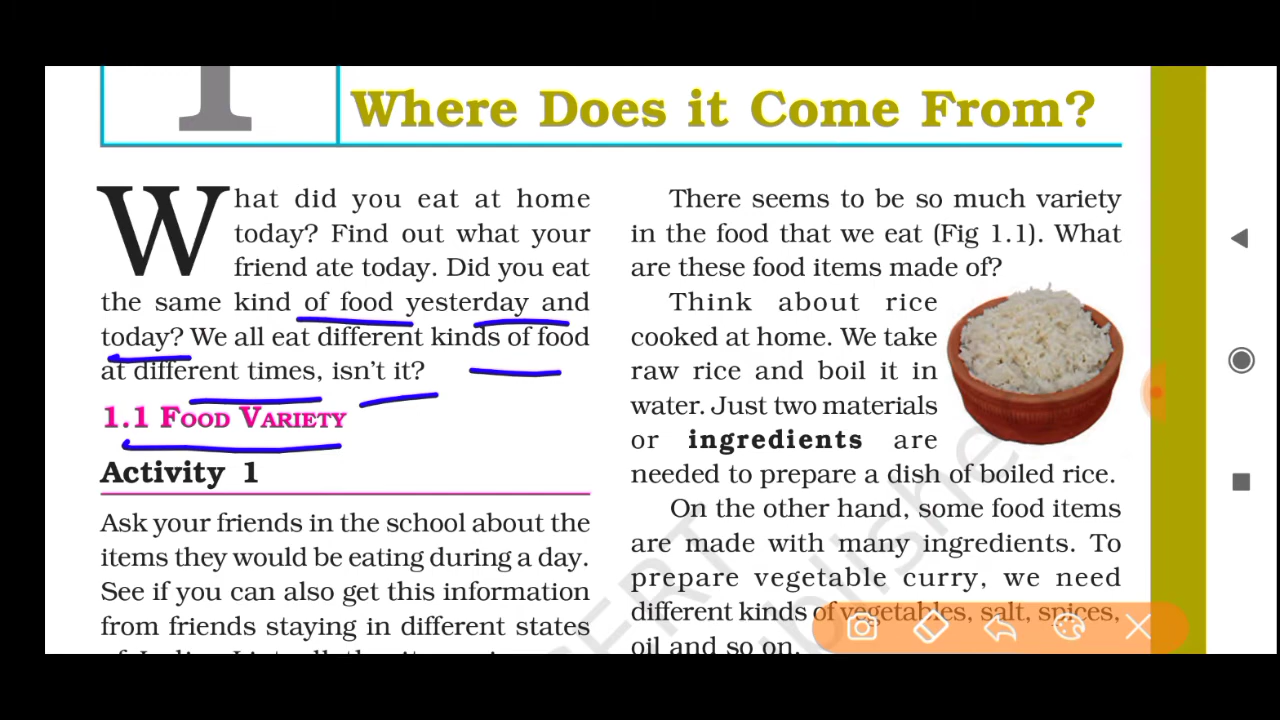 1
Where Does it Come From?
What did you eat at home
today? Find out what your
friend ate today. Did you eat
the same kind of food yesterday and
today? We all eat different kinds of food
at different times, isn't it?
1.1 FOOD VARIETY
Activity 1
Ask your friends in the school about the
items they would be eating during a day.
See if you can also get this information
from friends staying in different states
There seems to be so much variety
in the food that we eat (Fig 1.1). What
are these food items made of?
Think about rice
cooked at home. We take
raw rice and boil it in
water. Just two materials
or ingredients are
needed to prepare a dish of boiled rice.
On the other hand, some food items
are made with many ingredients. To
prepare vegetable curry, we need
different kinds of vegetables, salt, spices,
oil and so on.